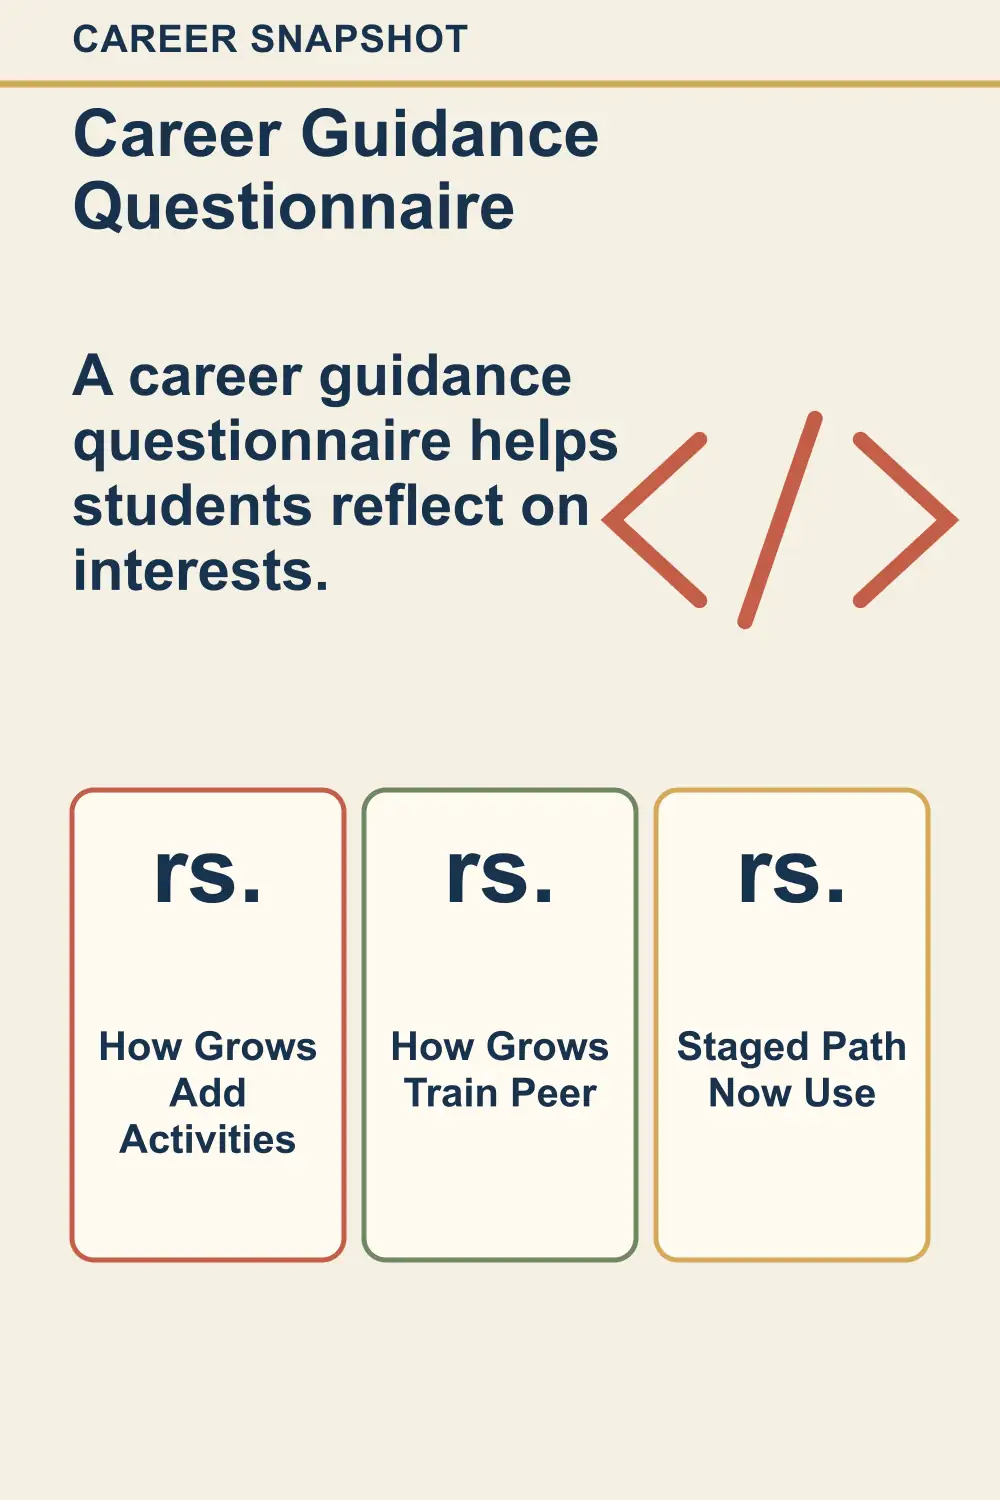 CAREER SNAPSHOT
Career Guidance
Questionnaire
A career guidance
questionnaire helps
students reflect on
interests.
</>
rs.
How Grows
Add
Activities
rs.
How Grows
Train Peer
rs.
Staged Path
Now Use